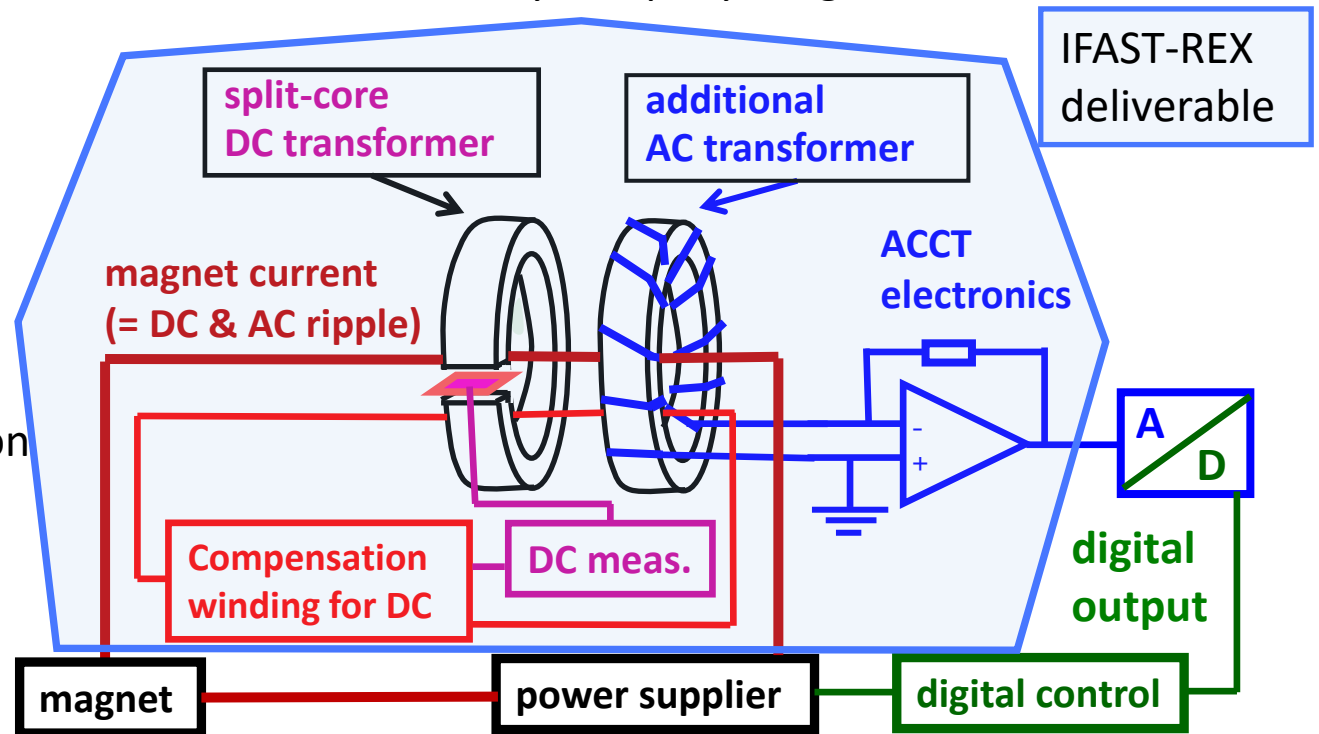 IFAST-REX
deliverable
split-core
DC transformer
additional
AC transformer
ACCT
electronics
magnet current
(= DC & AC ripple)
-
+
A
D
on
Compensation
winding for DC
DC meas.
digital
output
magnet
power supplier
digital control